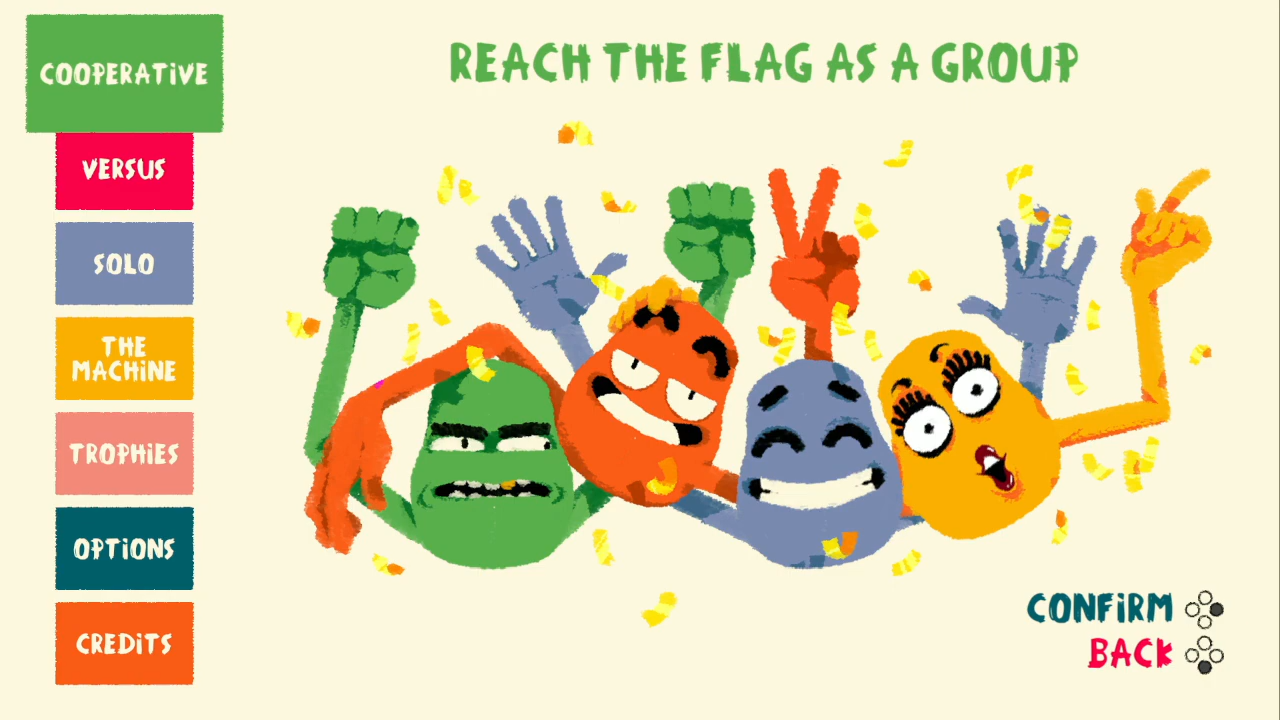 COOPERATIVE
REACH THE FLAG AS A GROUP
VERSUS
SOLO
THE
MACHINE
TROPHIES
OPTIONS
CREDITS
CONFIRM
BACK